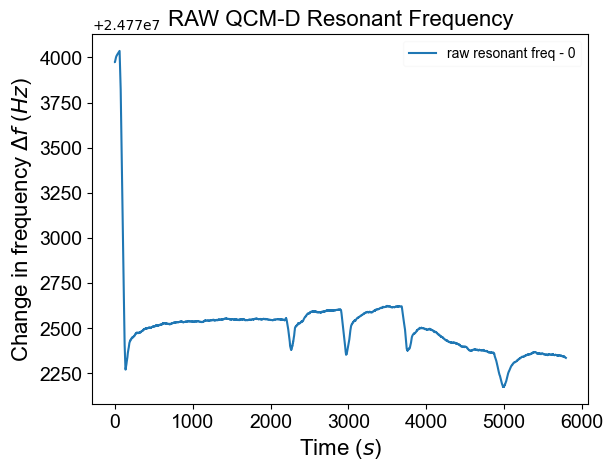 RAW QCM-D Resonant Frequency
+2.477e7
raw resonant freq - 0
Change in frequency Δf (Hz)
4000
3750
3500
3250
3000
2750
2500
2250
0 1000 2000 3000 4000 5000 6000
Time (s)